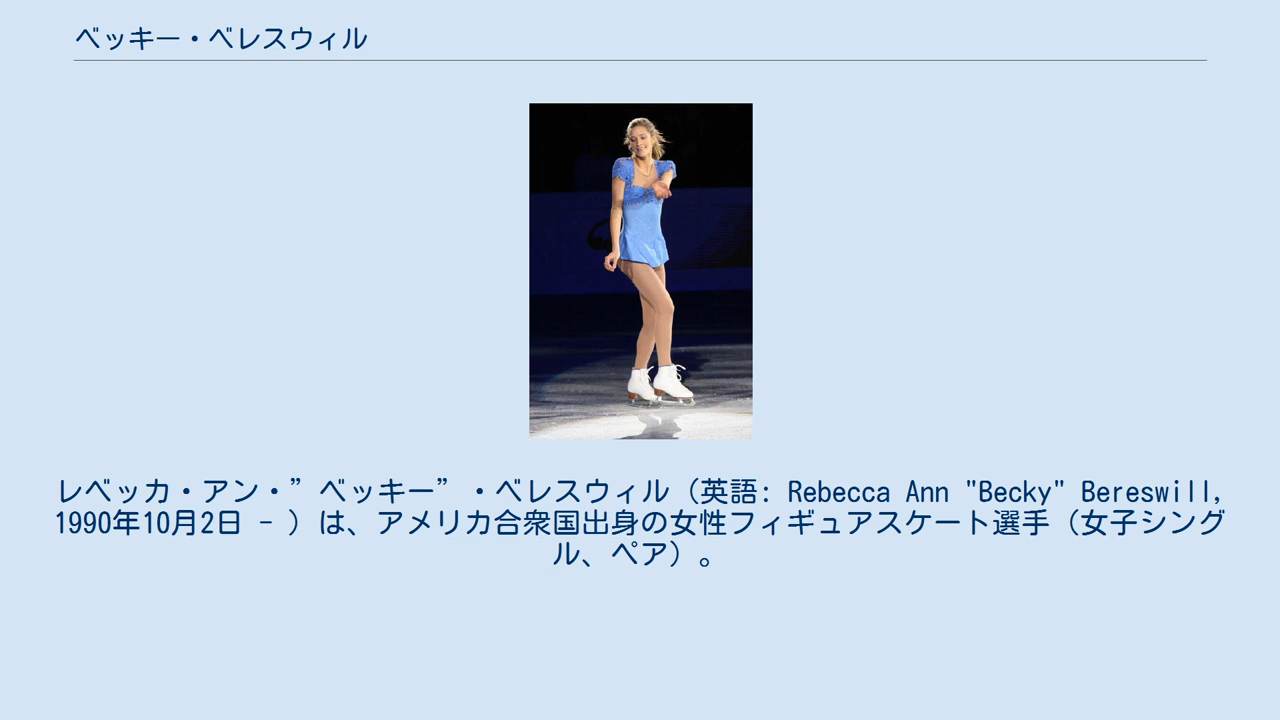 ベッキー・ベレスウィル
レベッカ・アン・”ベッキー”・ベレスウィル（英語: Rebecca Ann "Becky" Bereswill,
1990年10月2日 - ）は、アメリカ合衆国出身の女性フィギュアスケート選手（女子シング
ル、ペア）。